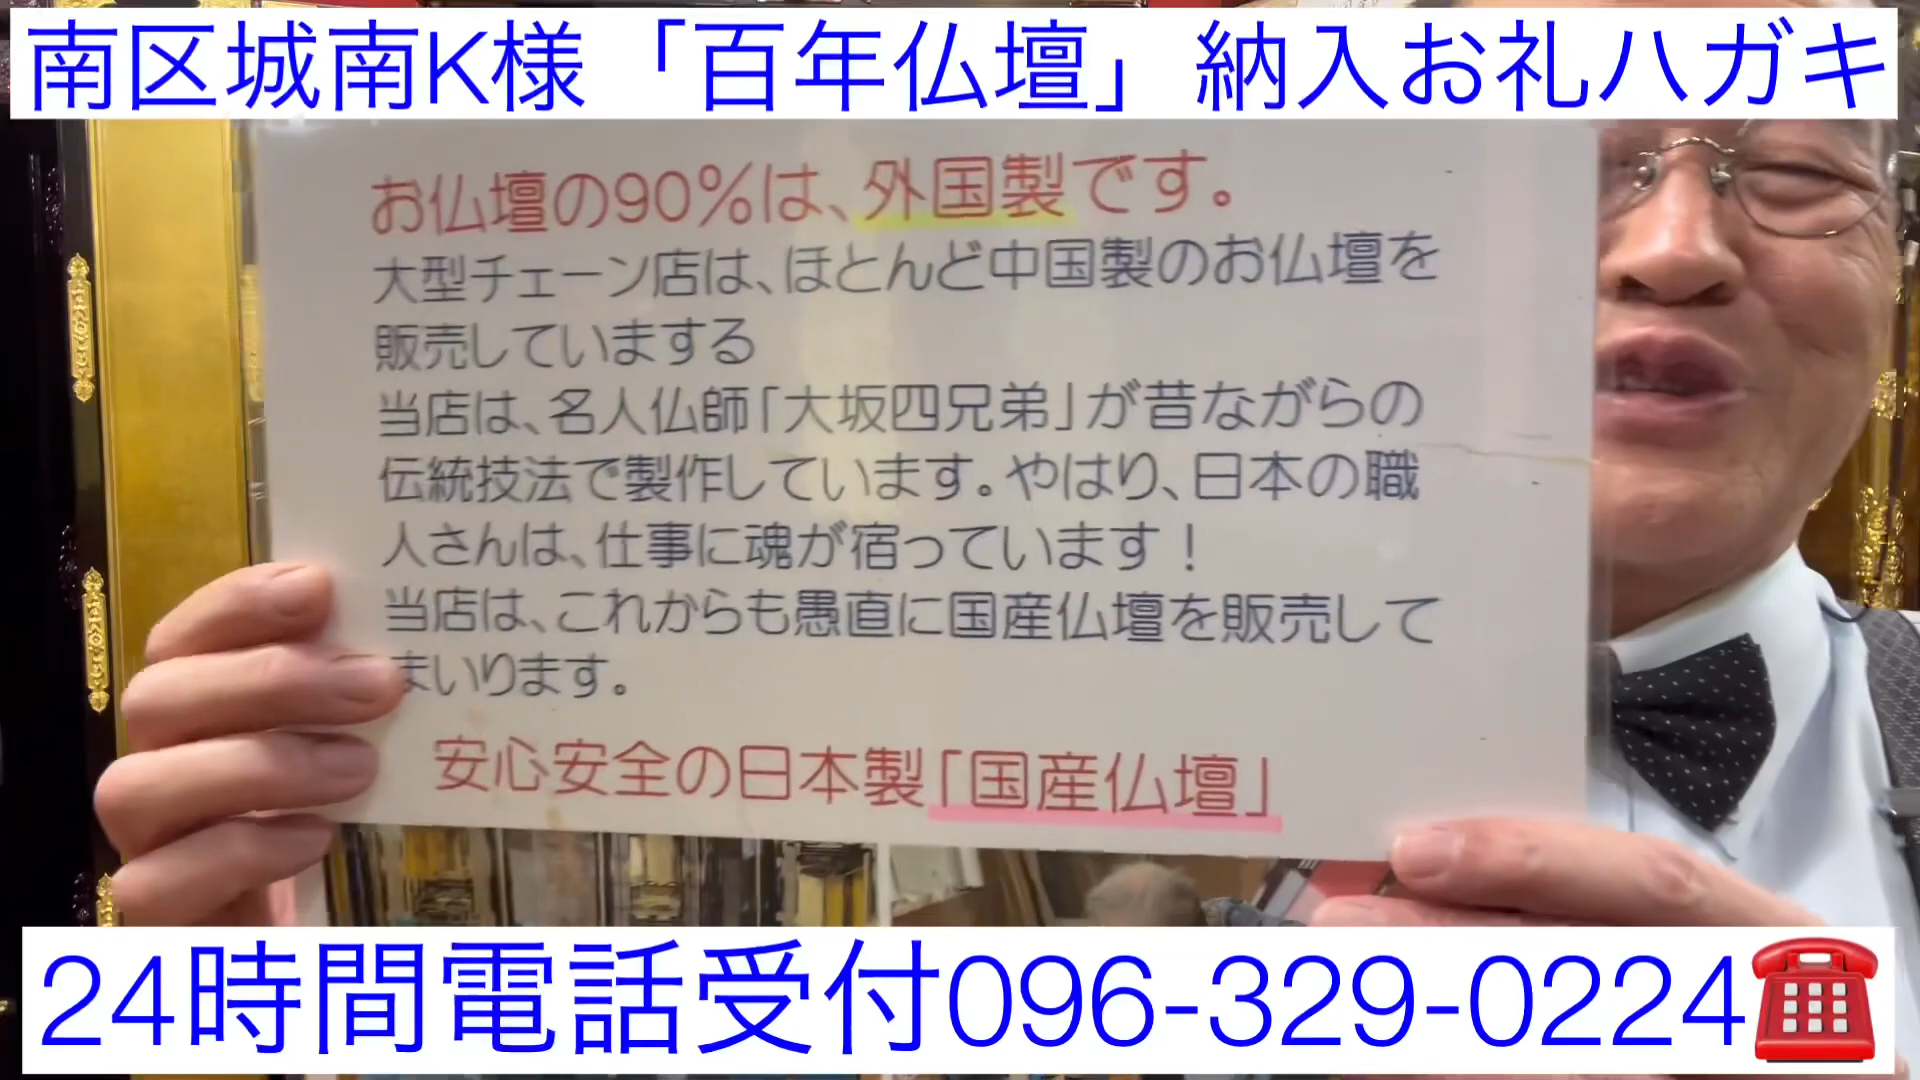 南区城南K様「百年仏壇」納入お礼ハガキ
お仏壇の90%は、外国製です。
大型チェーン店は、ほとんど中国製のお仏壇を
販売していますする
当店は、名人仏師「大坂四兄弟」が昔ながらの
伝統技法で製作しています。やはり、日本の職
人さんは、仕事に魂が宿っています！
当店は、これからも愚直に国産仏壇を販売して
まいります。
安心安全の日本製「国産仏壇」
24時間電話受付096-329-0224☎️